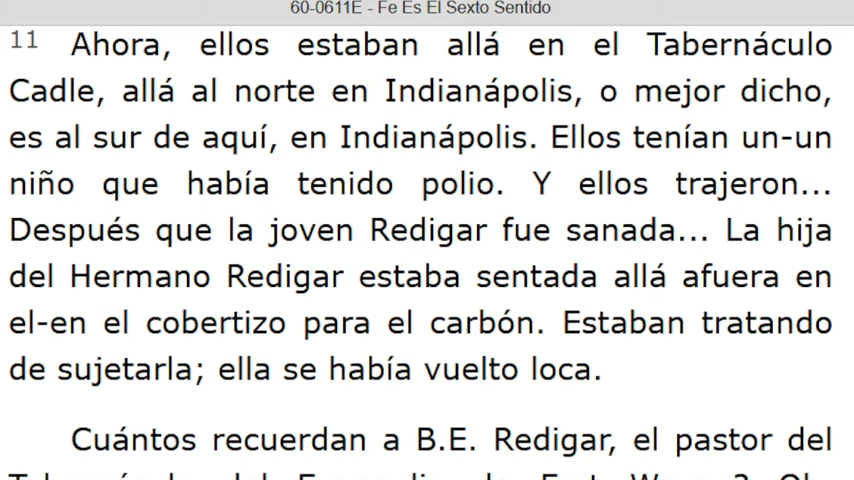 60-0611E - Fe Es El Sexto Sentido
11 Ahora, ellos estaban allá en el Tabernáculo
Cadle, allá al norte en Indianápolis, o mejor dicho,
es al sur de aquí, en Indianápolis. Ellos tenían un-un
niño que había tenido polio. Y ellos trajeron...
Después que la joven Redigar fue sanada... La hija
del Hermano Redigar estaba sentada allá afuera en
el-en el cobertizo para el carbón. Estaban tratando
de sujetarla; ella se había vuelto loca.
Cuántos recuerdan a B.E. Redigar, el pastor del